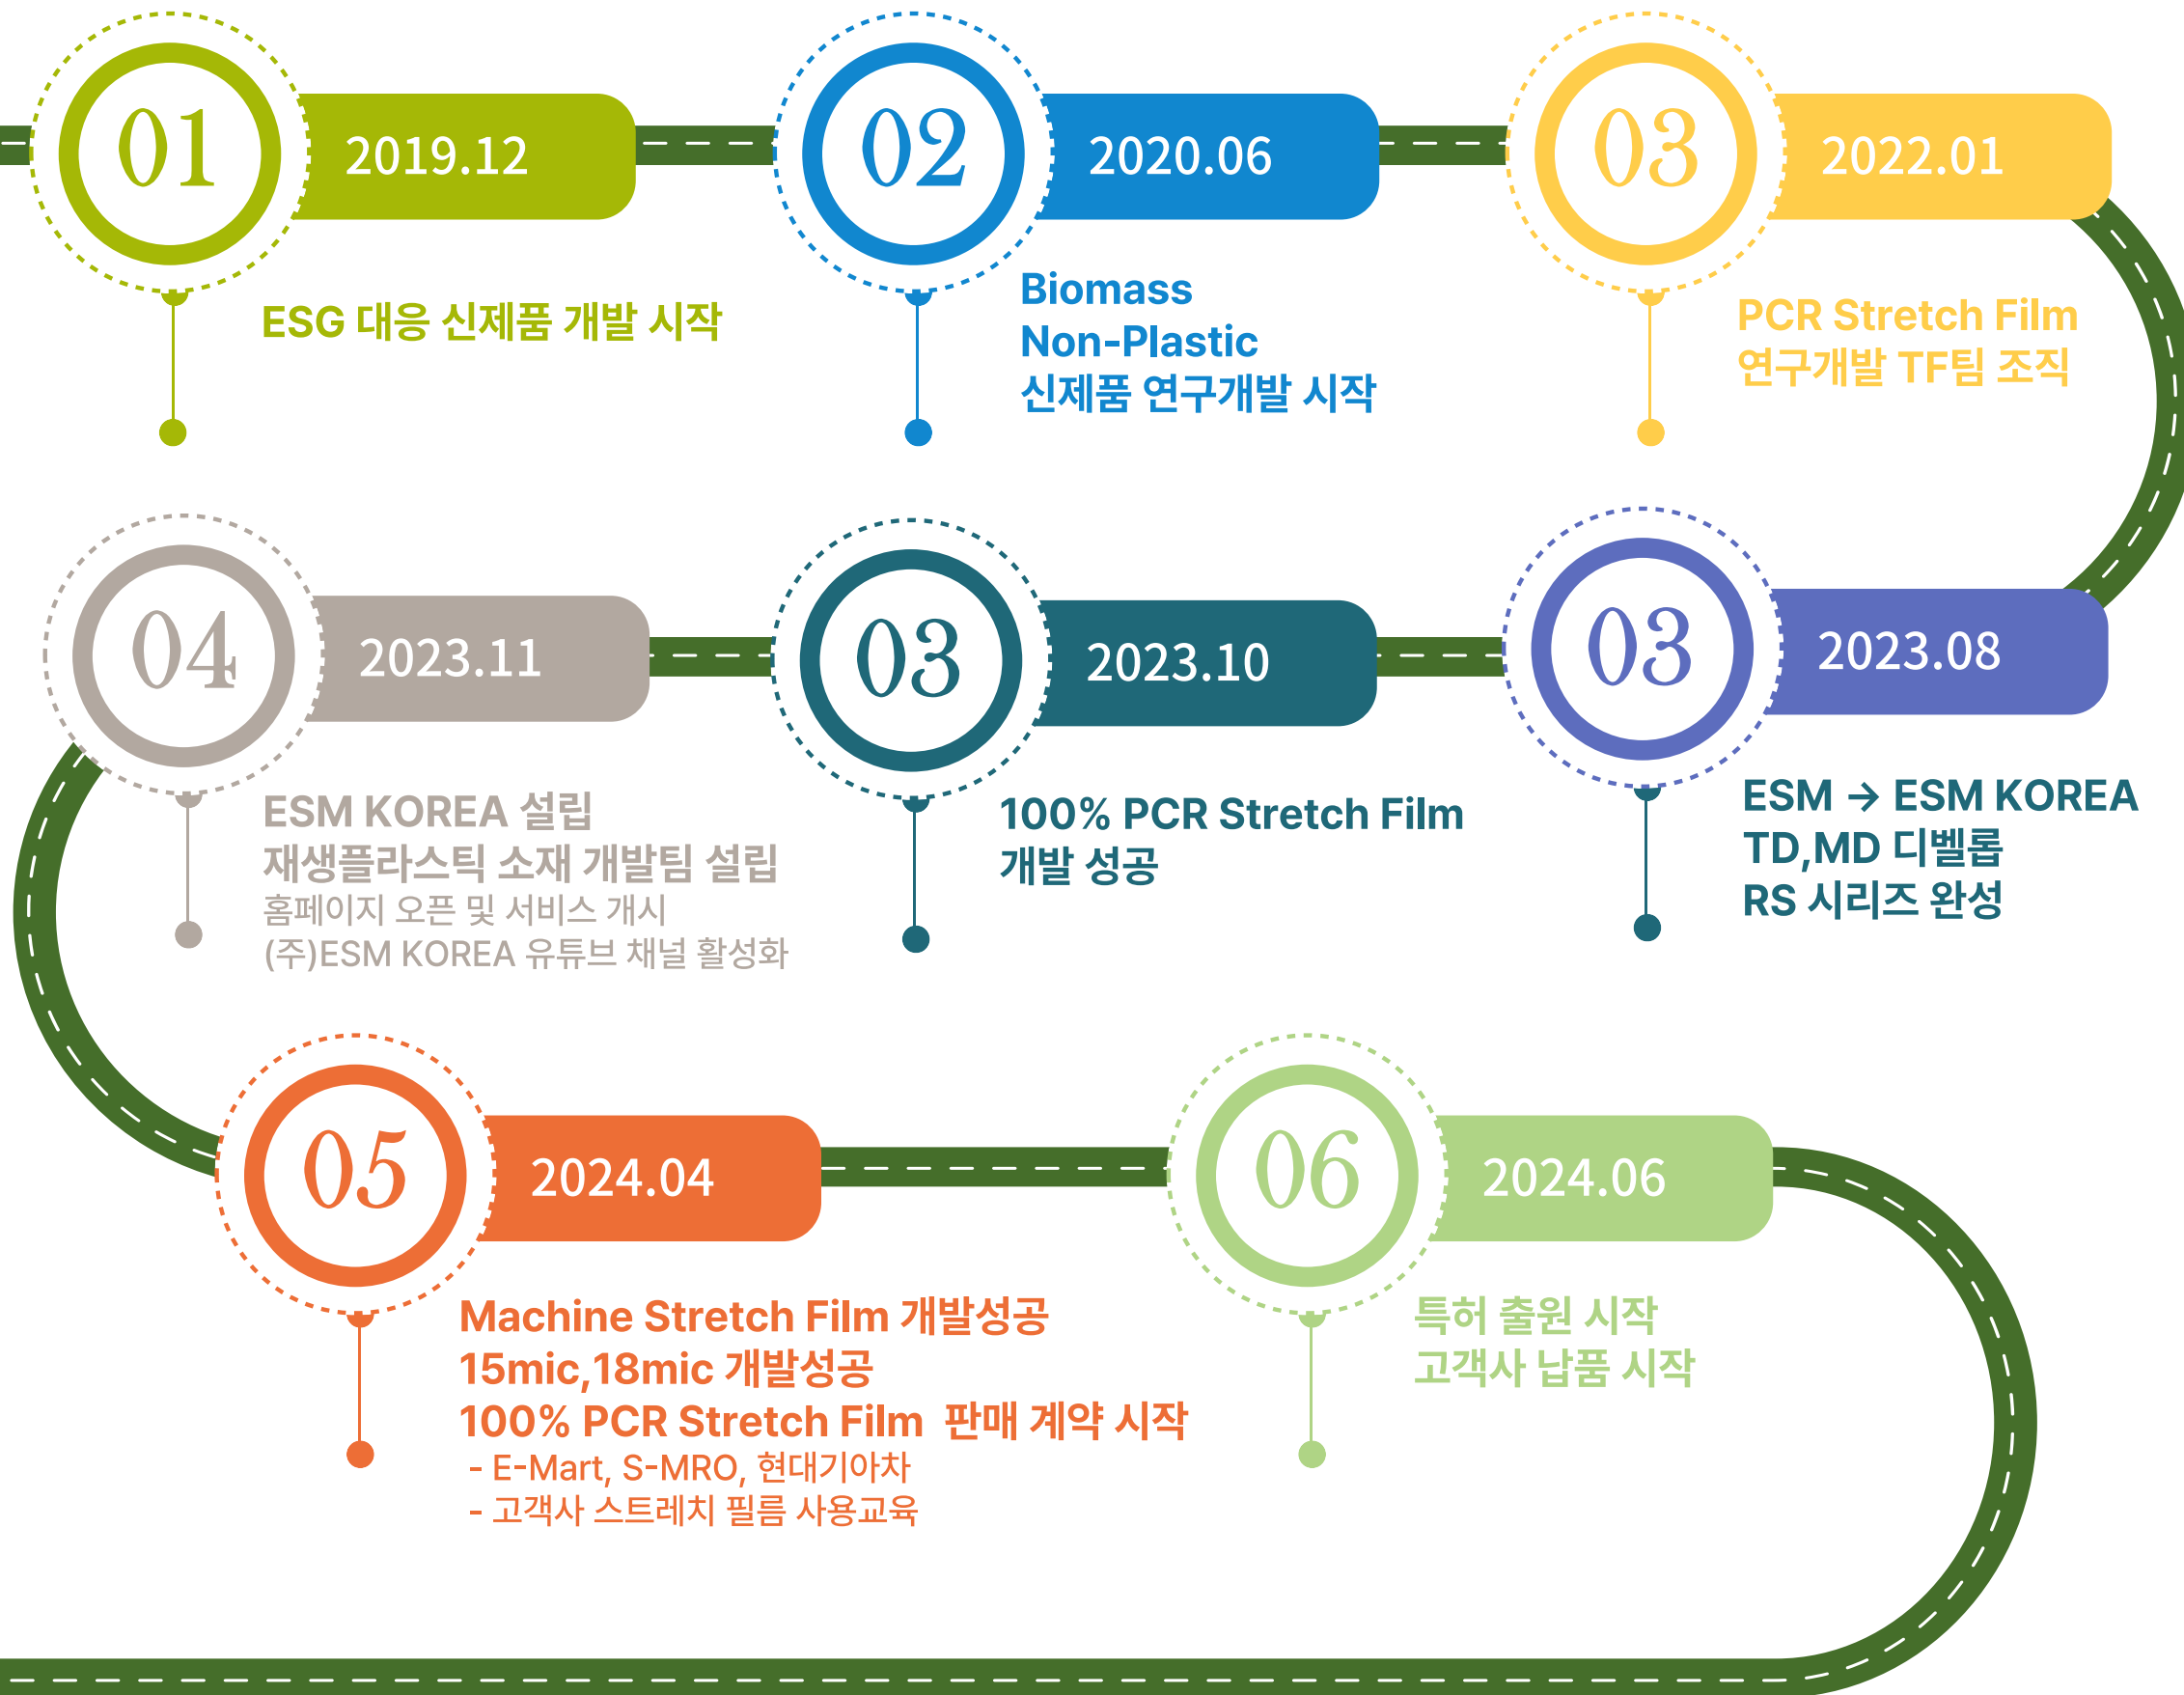 01
2019.12
ESG 대응 신제품 개발 시작
02
2020.06
Biomass
Non-Plastic
신제품 연구개발 시작
03
2022.01
PCR Stretch Film
연구개발 TF팀 조직
03
2023.08
ESM → ESM KOREA
TD,MD 디벨롭
RS 시리즈 완성
03
2023.10
100% PCR Stretch Film
개발 성공
04
2023.11
ESM KOREA 설립
재생플라스틱 소재 개발팀 설립
홈페이지 오픈 및 서비스 개시
(주)ESM KOREA 유튜브 채널 활성화
05
2024.04
Machine Stretch Film 개발성공
15mic,18mic 개발성공
100% PCR Stretch Film 판매 계약 시작
- E-Mart, S-MRO, 현대기아차
- 고객사 스트레치 필름 사용교육
06
2024.06
특허 출원 시작
고객사 납품 시작